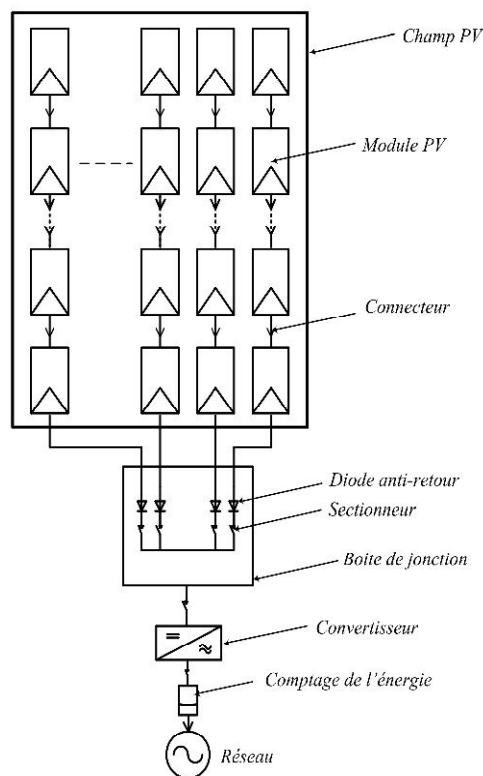 Champ PV
Module PV
Connecteur
Diode anti-retour
Sectionneur
Boite de jonction
Convertisseur
Comptage de l'énergie
Réseau